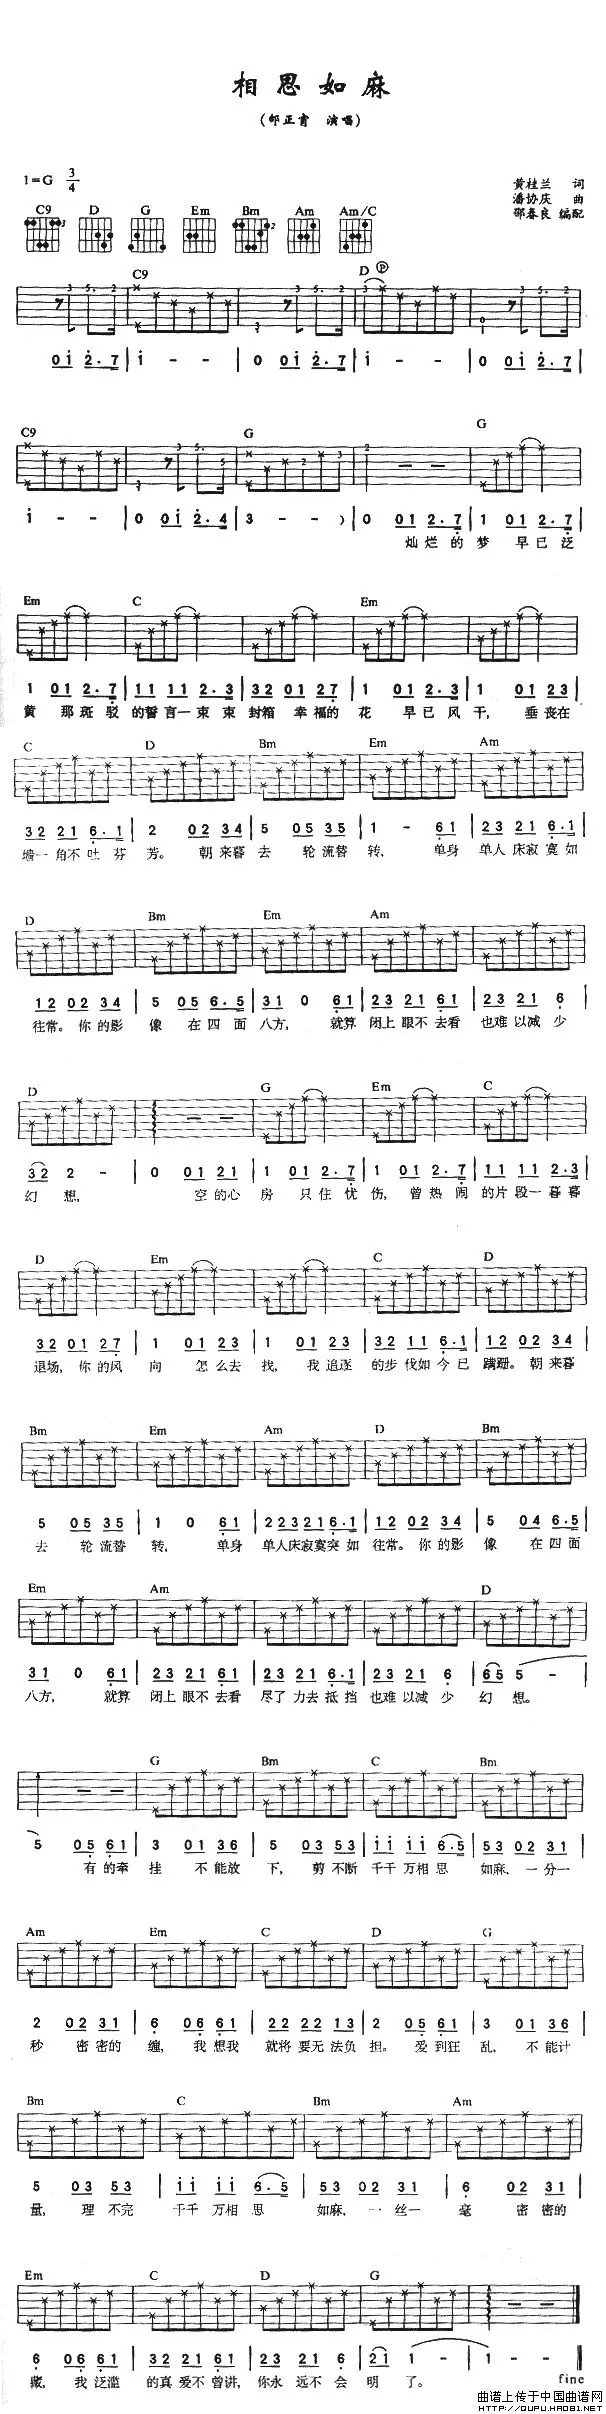 相思如麻
(邰正宵 演唱)
1=G 3/4
黄桂兰 词
潘协庆 曲
邵春良 编配
C9 D G Em Bm Am Am/C
C9 D P
0 1 2·7 | 1 - - | 0 0 1 2·7 | 1 - - | 0 0 1 2·7 |
C9 G G
1 - - | 0 0 1 2·4 | 3 - - ) | 0 0 1 2·7 | 1 0 1 2·7 |
灿烂的梦 早已泛
Em C Em
1 0 1 2·7 | 1 1 1 1 2·3 | 3 2 0 1 2 7 | 1 0 1 2·3 | 1 0 1 2 3 |
黄 那斑驳 的誓言一束束 封箱 幸福的 花 早已风干, 垂丧在
C D Bm Em Am
3 2 2 1 6·1 | 2 0 2 3 4 | 5 0 5 3 5 | 1 - 6 1 | 2 3 2 1 6·1 |
墙一角不吐芬芳。朝来暮去 轮流替转, 单身 单人床寂寞如
D Bm Em Am
1 2 0 2 3 4 | 5 0 5 6·5 | 3 1 0 6 1 | 2 3 2 1 6 1 | 2 3 2 1 6 |
往常。你的影 像 在四面 八方, 就算 闭上眼不去看 也难以减少
D G Em C
3 2 2 - | 0 0 1 2 1 | 1 0 1 2·7 | 1 0 1 2·7 | 1 1 1 1 2·3 |
幻想, 空的心房 只住忧伤, 曾热闹的片段一暮暮
D Em C D
3 2 0 1 2 7 | 1 0 1 2 3 | 1 0 1 2 3 | 3 2 1 1 6·1 | 1 2 0 2 3 4 |
退场, 你的风向 怎么去找, 我追逐的步伐如今已蹒跚。朝来暮
Bm Em Am D Bm
5 0 5 3 5 | 1 0 6 1 | 2 2 3 2 1 6·1 | 1 2 0 2 3 4 | 5 0 4 6·5 |
去 轮流替转, 单身 单人床寂寞突如往常。你的影像 在四面
Em Am D
3 1 0 6 1 | 2 3 2 1 6 1 | 2 3 2 1 6·1 | 2 3 2 1 6 | 6 5 5 - |
八方, 就算 闭上眼不去看 尽了力去抵挡 也难以减少 幻想。
G Bm C Bm
5 0 5 6 1 | 3 0 1 3 6 | 5 0 3 5 3 | 1 1 1 1 6·5 | 5 3 0 2 3 1 |
有的牵挂 不能放下, 剪不断千千万相思 如麻, 一分一
Am Em C D G
2 0 2 3 1 | 6 0 6 6 1 | 2 2 2 2 1 3 | 2 0 5 6 1 | 3 0 1 3 6 |
秒 密密的缠, 我想我 就将要无法负担。爱到狂乱, 不能计
Bm C Bm Am
5 0 3 5 3 | 1 1 1 1 6·5 | 5 3 0 2 3 1 | 6 0 2 3 1 |
量, 理不完 千千万相思 如麻, 一丝一毫 密密的
Em C D G
6 0 6 6 1 | 2 1 2 1 6 1 | 2 1 2 1 6 | 2 1 1 - | 1 - - |
藏, 我泛滥的真爱不曾讲, 你永远不会明了。 fine
曲谱上传于中国曲谱网
HTTP://QUPU.HAO81.NET